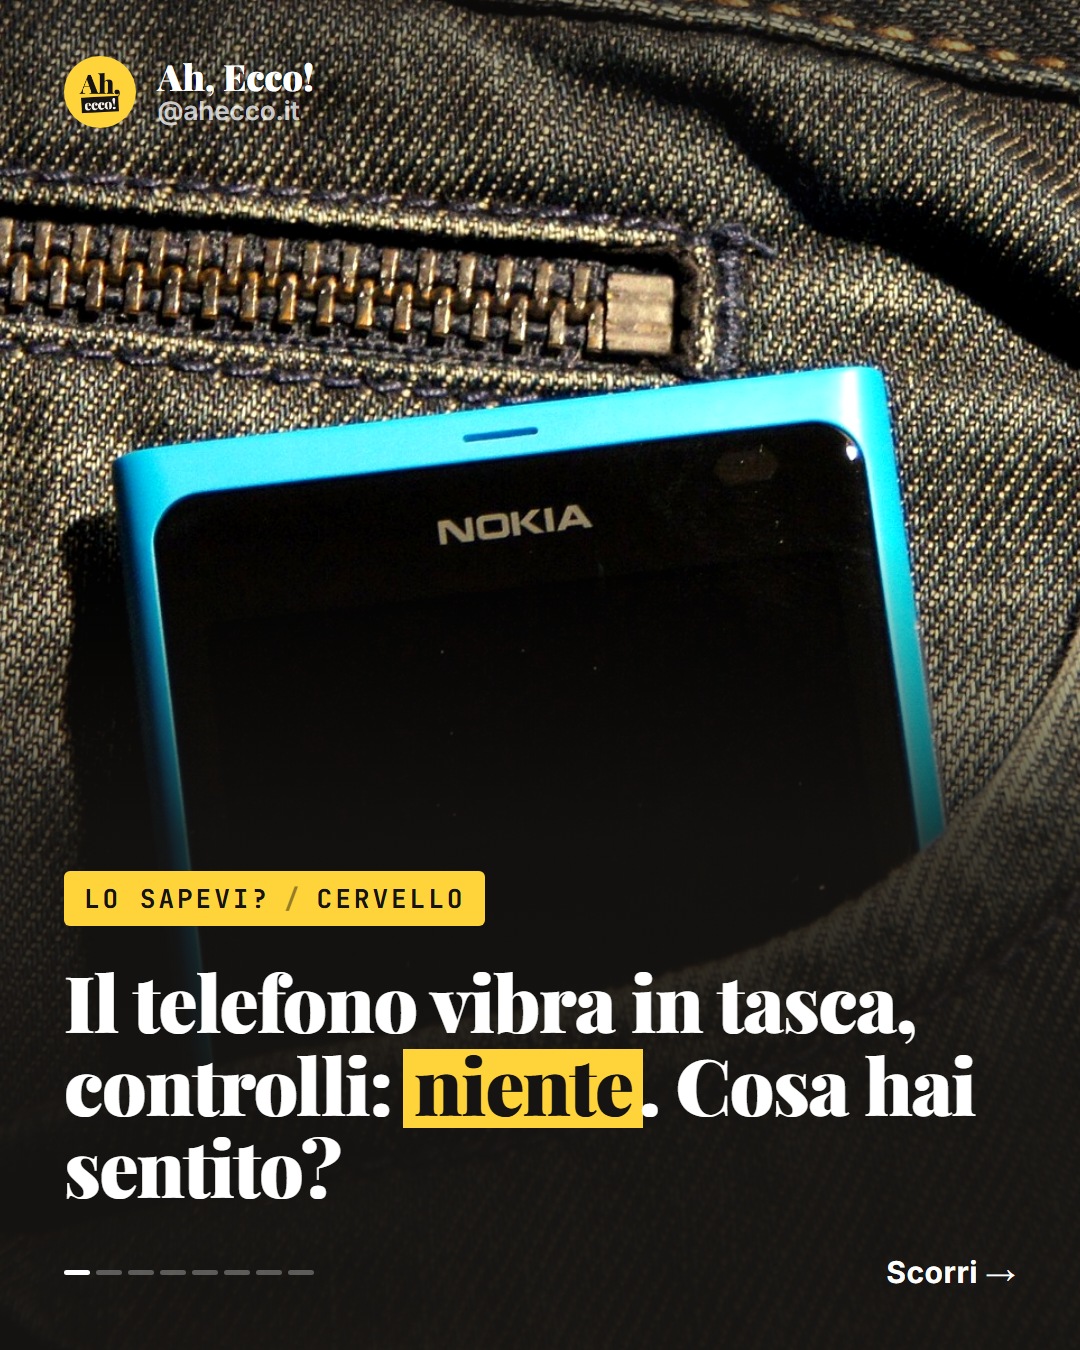 Ah,
ecco!
Ah, Ecco!
@ahecco.it
NOKIA
LO SAPEVI? / CERVELLO
Il telefono vibra in tasca,
controlli: niente. Cosa hai
sentito?
Scorri →